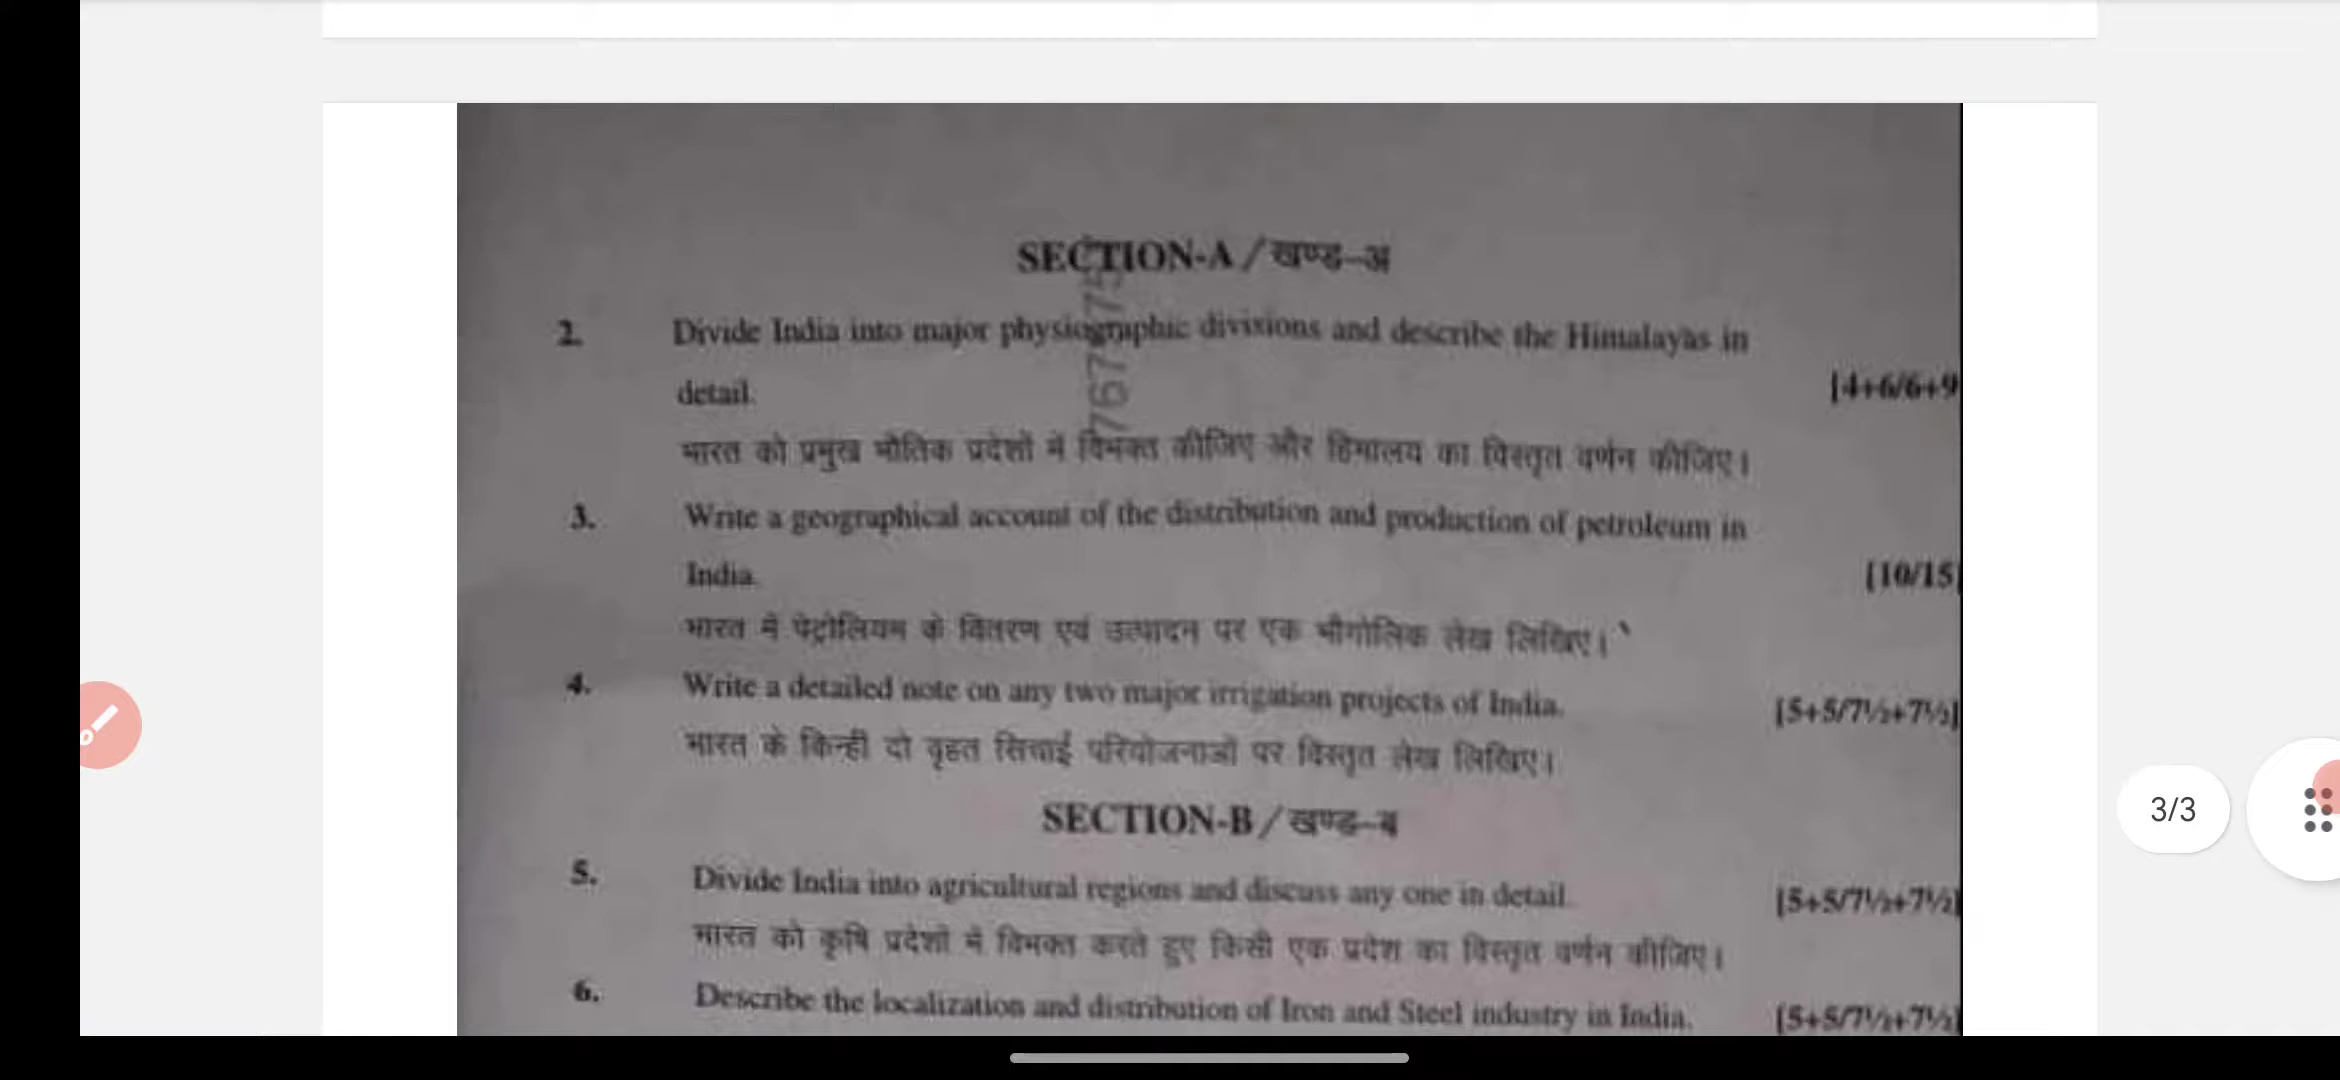 SECTION-A / खण्ड–अ
2. Divide India into major physiographic divisions and describe the Himalayas in
detail. [4+6/6+9
भारत को प्रमुख भौतिक प्रदेशों में विभक्त कीजिए और हिमालय का विस्तृत वर्णन कीजिए।
3. Write a geographical account of the distribution and production of petroleum in
India. [10/15]
भारत में पेट्रोलियम के वितरण एवं उत्पादन पर एक भौगोलिक लेख लिखिए।
4. Write a detailed note on any two major irrigation projects of India. [5+5/7½+7½]
भारत के किन्ही दो वृहत सिचाई परियोजनाओं पर विस्तृत लेख लिखिए।
SECTION-B / खण्ड–ब
5. Divide India into agricultural regions and discuss any one in detail. [5+5/7½+7½]
भारत को कृषि प्रदेशों में विभक्त करते हुए किसी एक प्रदेश का विस्तृत वर्णन कीजिए।
6. Describe the localization and distribution of Iron and Steel industry in India. [5+5/7½+7½]
3/3